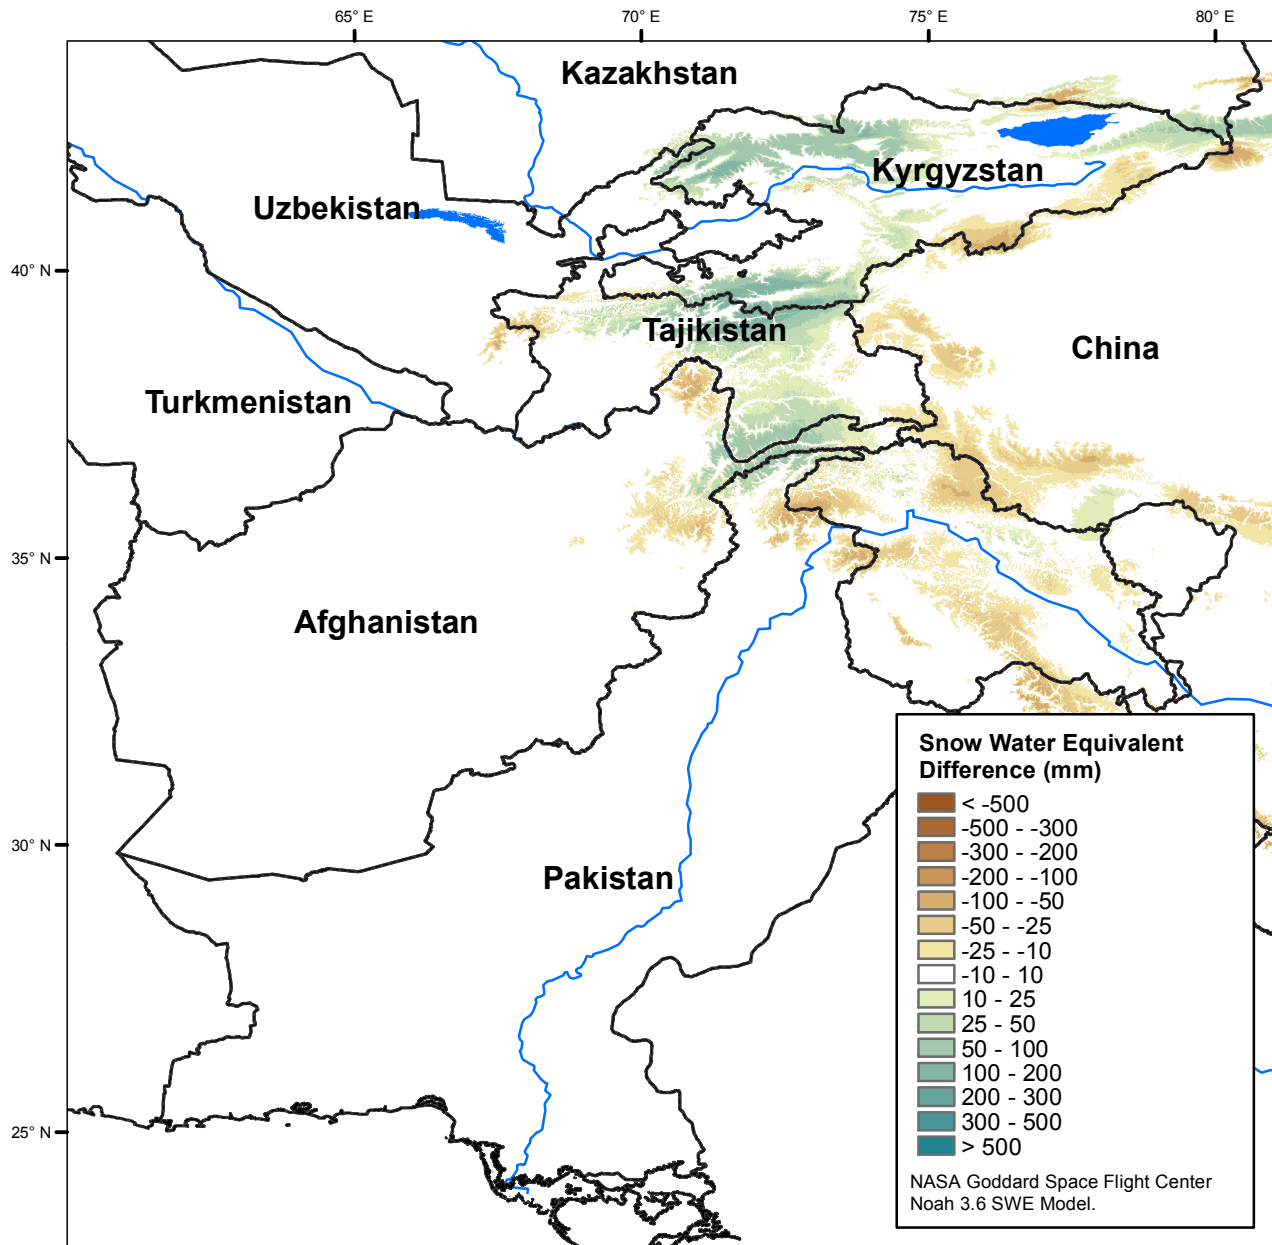 65° E
70° E
75° E
80° E
Kazakhstan
Kyrgyzstan
Uzbekistan
40° N
Tajikistan
China
Turkmenistan
35° N
Afghanistan
Snow Water Equivalent
Difference (mm)
< -500
-500 - -300
-300 - -200
-200 - -100
-100 - -50
-50 - -25
-25 - -10
-10 - 10
10 - 25
25 - 50
50 - 100
100 - 200
200 - 300
300 - 500
> 500
NASA Goddard Space Flight Center
Noah 3.6 SWE Model.
30° N
Pakistan
25° N